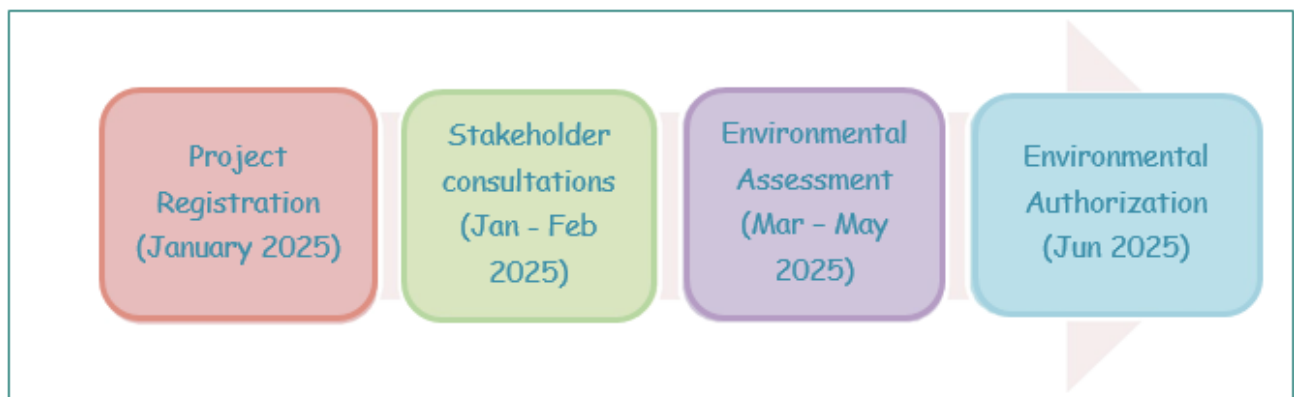 Project
Registration
(January 2025)
Stakeholder
consultations
(Jan - Feb
2025)
Environmental
Assessment
(Mar – May
2025)
Environmental
Authorization
(Jun 2025)